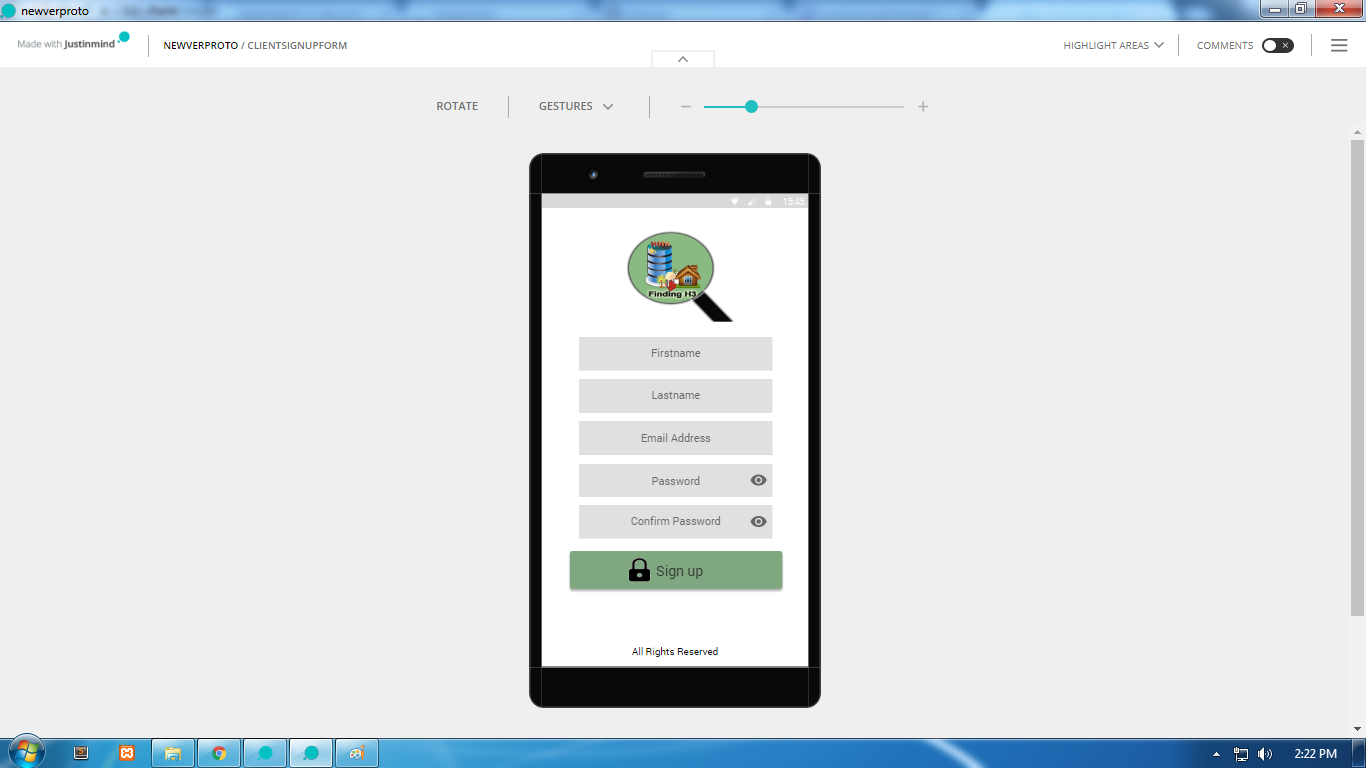 newverproto
Made with Justinmind
NEWVERPROTO / CLIENTSIGNUPFORM
HIGHLIGHT AREAS
COMMENTS
ROTATE
GESTURES
15:45
Finding H3
Firstname
Lastname
Email Address
Password
Confirm Password
Sign up
All Rights Reserved
2:22 PM